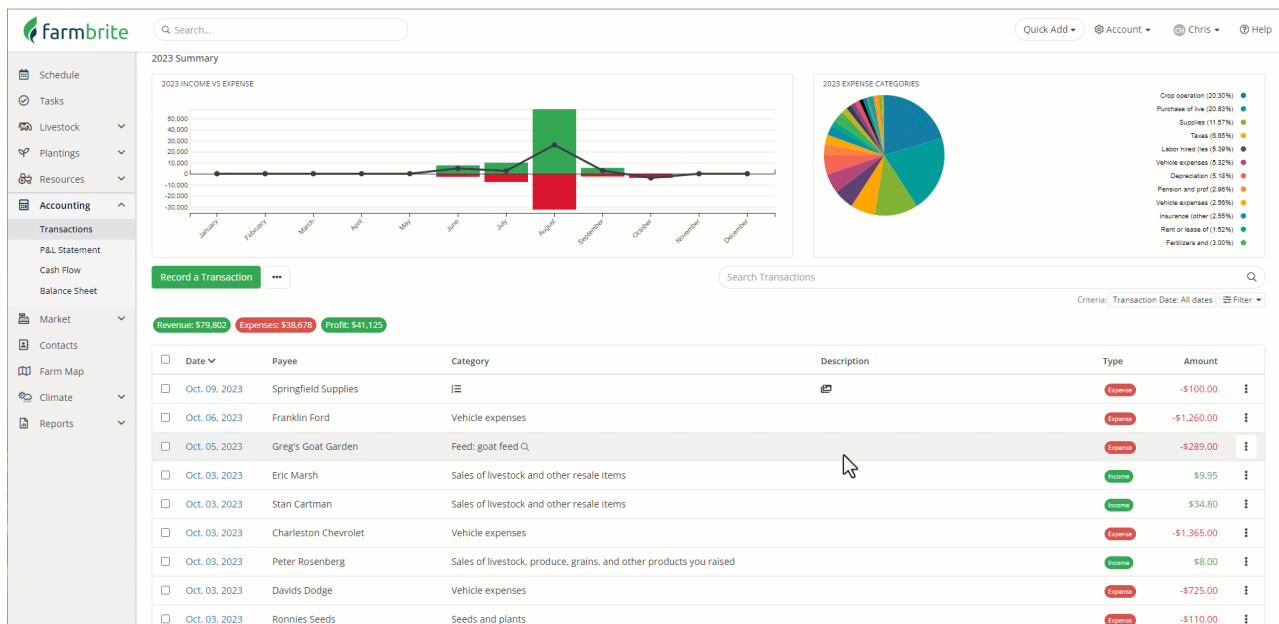 farmbrite
Search...
Quick Add
Account
CH Chris
Help
Schedule
Tasks
Livestock
Plantings
Resources
Accounting
Transactions
P&L Statement
Cash Flow
Balance Sheet
Market
Contacts
Farm Map
Climate
Reports
2023 Summary
2023 INCOME VS EXPENSE
50,000
40,000
30,000
20,000
10,000
0
-10,000
-20,000
-30,000
January
February
March
April
May
June
July
August
September
October
November
December
2023 EXPENSE CATEGORIES
Crop operation (20.30%)
Purchase of live (20.63%)
Supplies (11.57%)
Taxes (6.65%)
Labor hired (les (5.39%)
Vehicle expenses (5.32%)
Depreciation (5.18%)
Pension and prof (2.96%)
Vehicle expenses (2.56%)
Insurance (other (2.55%)
Rent or lease of (1.52%)
Fertilizers and (3.00%)
Record a Transaction
Search Transactions
Criteria: Transaction Date: All dates Filter
Revenue: $79,802 Expenses: $38,678 Profit: $41,125
Date Payee Category Description Type Amount
Oct. 09, 2023 Springfield Supplies Expense -$100.00
Oct. 06, 2023 Franklin Ford Vehicle expenses Expense -$1,260.00
Oct. 05, 2023 Greg's Goat Garden Feed: goat feed Expense -$289.00
Oct. 03, 2023 Eric Marsh Sales of livestock and other resale items Income $9.95
Oct. 03, 2023 Stan Cartman Sales of livestock and other resale items Income $34.80
Oct. 03, 2023 Charleston Chevrolet Vehicle expenses Expense -$1,365.00
Oct. 03, 2023 Peter Rosenberg Sales of livestock, produce, grains, and other products you raised Income $8.00
Oct. 03, 2023 Davids Dodge Vehicle expenses Expense -$725.00
Oct. 03, 2023 Ronnies Seeds Seeds and plants Expense -$110.00